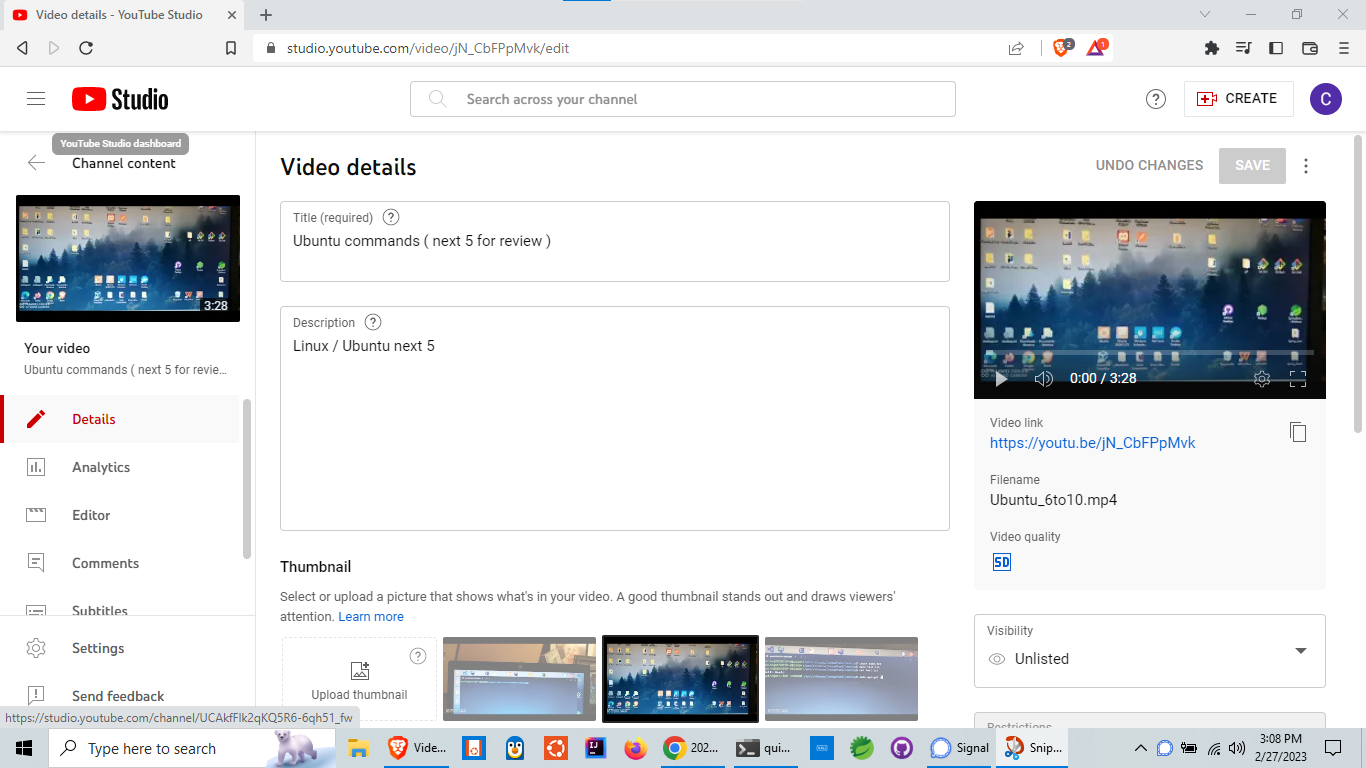 Video details - YouTube Studio
studio.youtube.com/video/jN_CbFPpMvk/edit
2
1
Studio
Search across your channel
CREATE
C
YouTube Studio dashboard
Channel content
Video details
UNDO CHANGES
SAVE
3:28
Your video
Ubuntu commands ( next 5 for revie...
Details
Analytics
Editor
Comments
Subtitles
Settings
Send feedback
Title (required)
Ubuntu commands ( next 5 for review )
Description
Linux / Ubuntu next 5
Thumbnail
Select or upload a picture that shows what's in your video. A good thumbnail stands out and draws viewers'
attention. Learn more
Upload thumbnail
0:00 / 3:28
Video link
https://youtu.be/jN_CbFPpMvk
Filename
Ubuntu_6to10.mp4
Video quality
SD
Visibility
Unlisted
Restrictions
https://studio.youtube.com/channel/UCAkfFlk2qKQ5R6-6qh51_fw
Type here to search
Vide...
202...
qui...
Signal
Snip...
3:08 PM
2/27/2023